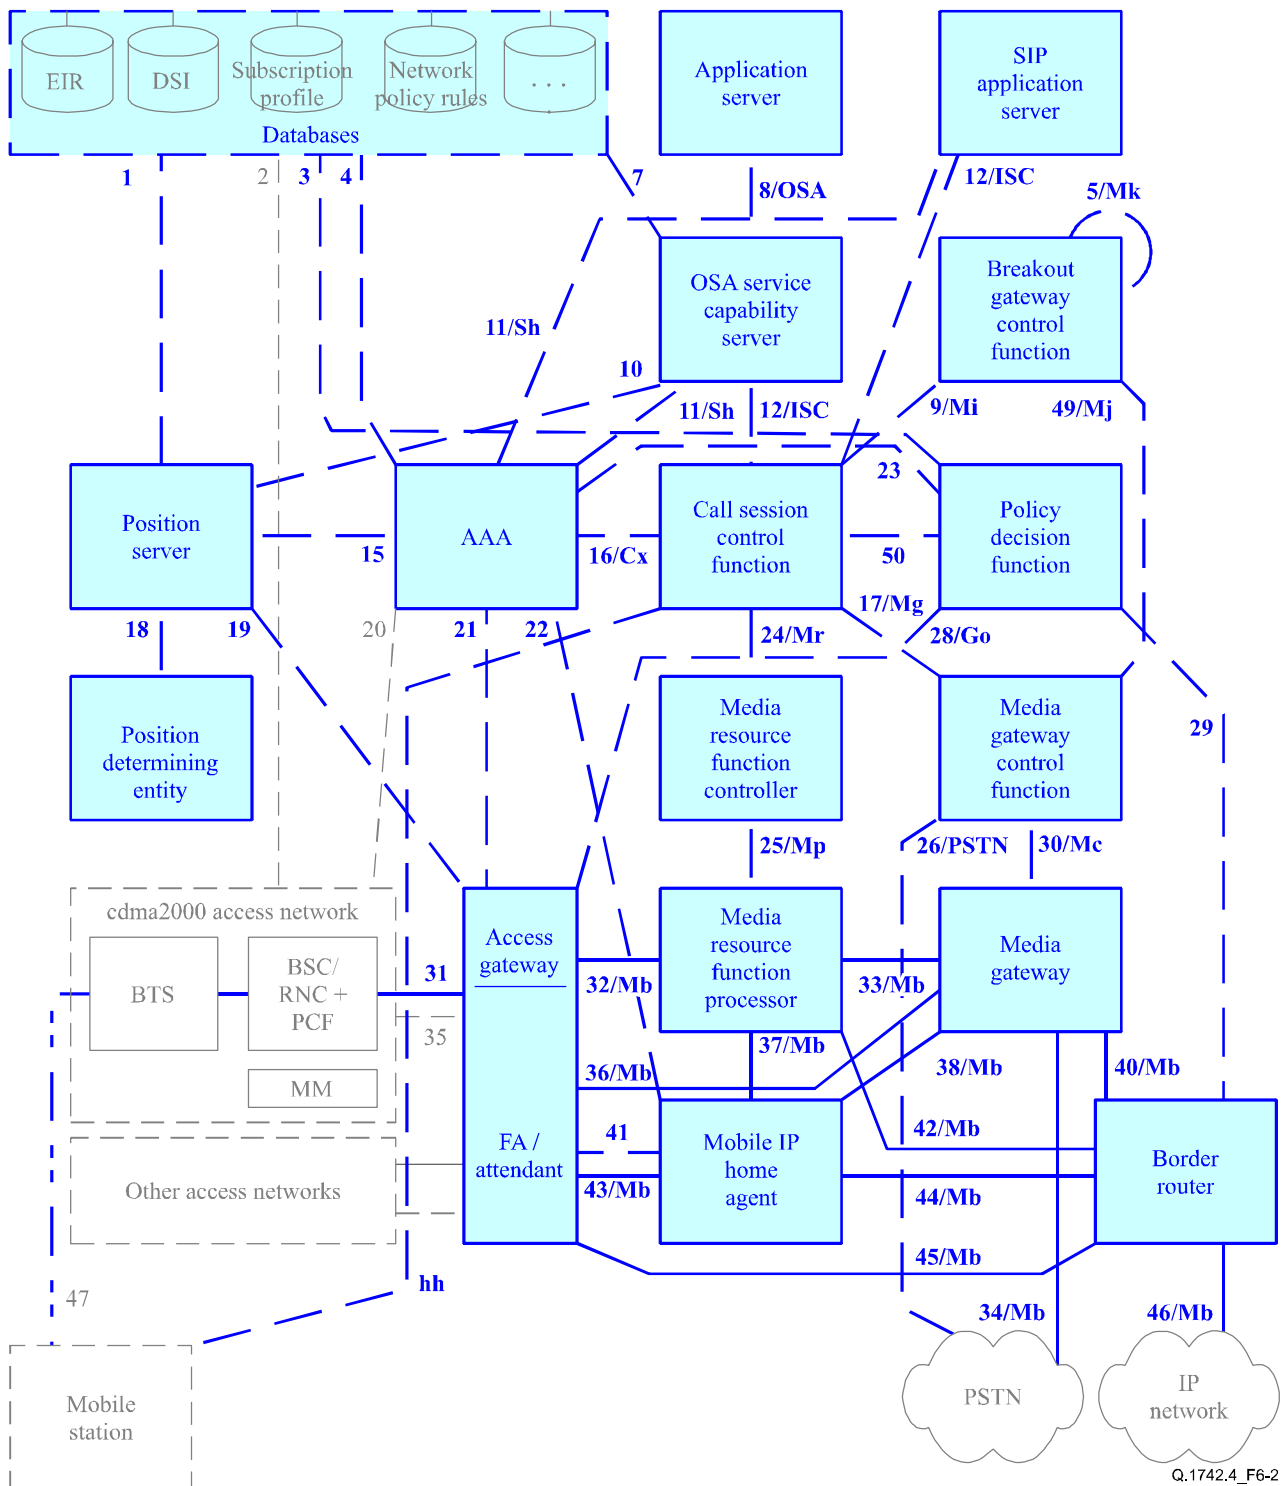 EIR
DSI
Subscription
profile
Network
policy rules
. . .
.
Databases
Application
server
SIP
application
server
1
2
3
4
7
8/OSA
12/ISC
5/Mk
OSA service
capability
server
Breakout
gateway
control
function
11/Sh
10
11/Sh
12/ISC
9/Mi
49/Mj
23
Position
server
AAA
Call session
control
function
Policy
decision
function
15
16/Cx
50
17/Mg
18
19
20
21
22
24/Mr
28/Go
Position
determining
entity
Media
resource
function
controller
Media
gateway
control
function
29
25/Mp
26/PSTN
30/Mc
cdma2000 access network
BTS
BSC/
RNC +
PCF
MM
31
35
Access
gateway
Media
resource
function
processor
Media
gateway
32/Mb
33/Mb
37/Mb
36/Mb
38/Mb
40/Mb
FA /
attendant
41
Mobile IP
home
agent
42/Mb
Border
router
Other access networks
43/Mb
44/Mb
45/Mb
47
hh
34/Mb
46/Mb
Mobile
station
PSTN
IP
network
Q.1742.4_F6-2